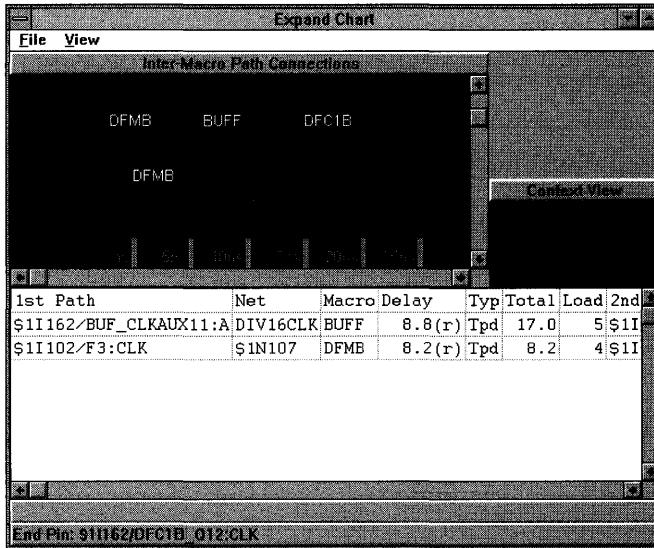 Expand Chart
File View
Inter-Macro Path Connections
DFMB BUFF DFC1B
DFMB
Context View
1st Path Net Macro Delay Typ Total Load 2nd
$1I162/BUF_CLKAUX11:A DIV16CLK BUFF 8.8(r) Tpd 17.0 5 $1I
$1I102/F3:CLK $1N107 DFMB 8.2(r) Tpd 8.2 4 $1I
End Pin: $1I162/DFC1B_Q12:CLK